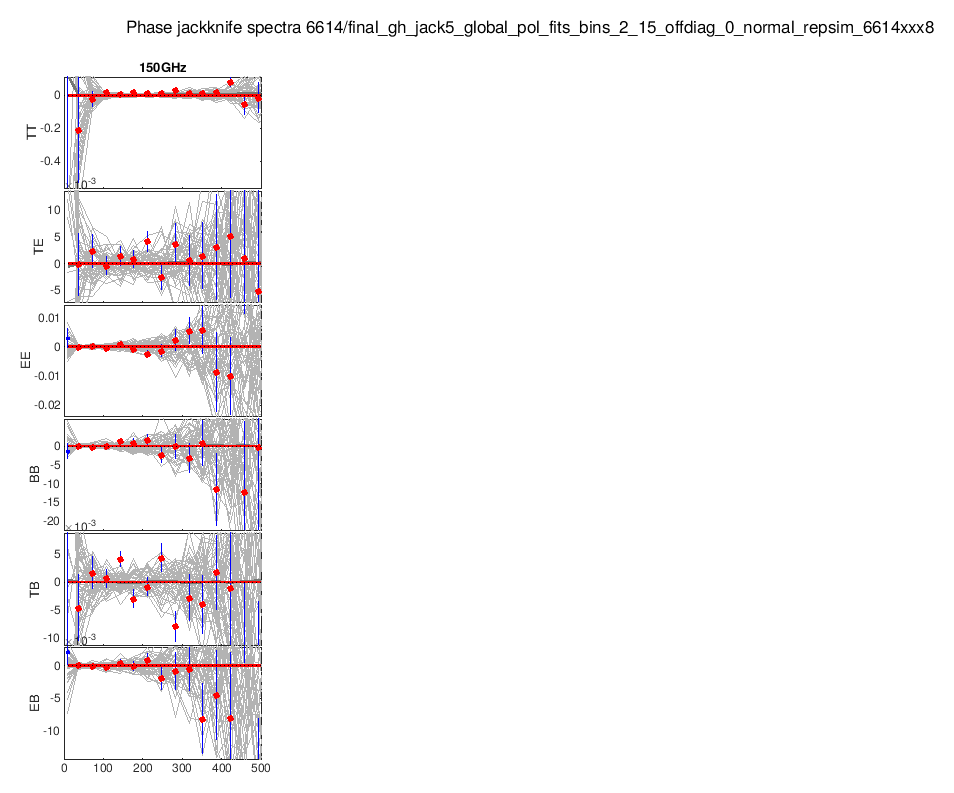 Phase jackknife spectra 6614/final_gh_jack5_global_pol_fits_bins_2_15_offdiag_0_normal_repsim_6614xxx8
150GHz
0
-0.2
-0.4
TT
× 10^-3
10
5
0
-5
TE
0.01
0
-0.01
-0.02
EE
0
-5
-10
-15
-20
BB
× 10^-3
5
0
-5
-10
TB
× 10^-3
0
-5
-10
EB
0 100 200 300 400 500